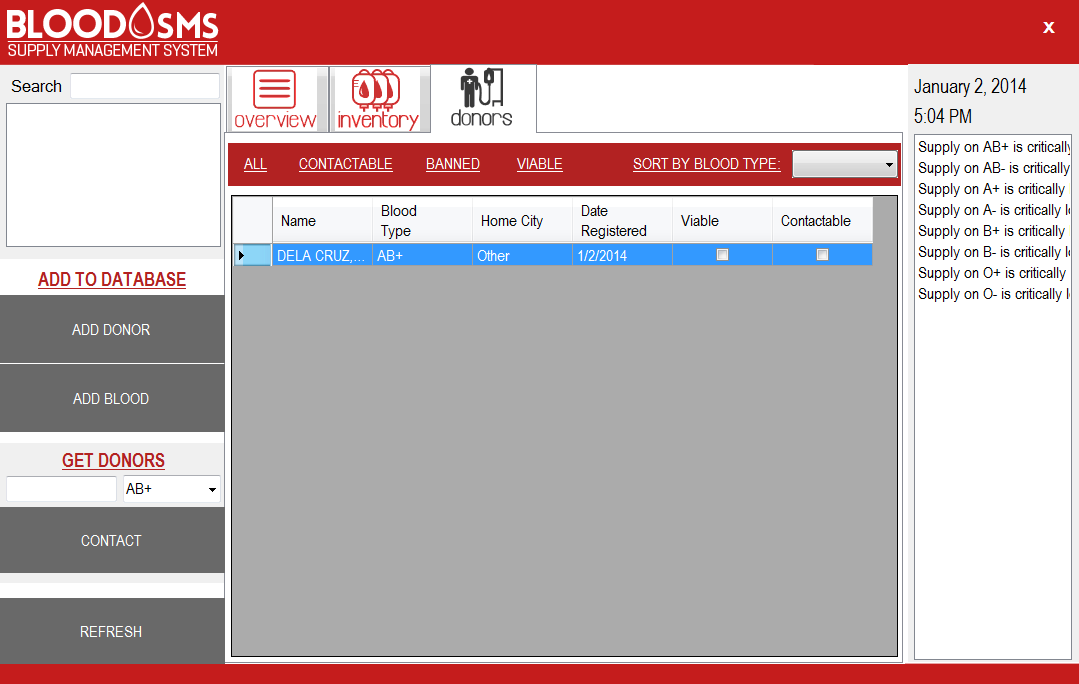 BLOOD SMS
SUPPLY MANAGEMENT SYSTEM
x
Search
ADD TO DATABASE
ADD DONOR
ADD BLOOD
GET DONORS
AB+
CONTACT
REFRESH
overview
inventory
donors
ALL CONTACTABLE BANNED VIABLE SORT BY BLOOD TYPE:
Name Blood Type Home City Date Registered Viable Contactable
DELA CRUZ,... AB+ Other 1/2/2014
January 2, 2014
5:04 PM
Supply on AB+ is critically
Supply on AB- is critically
Supply on A+ is critically
Supply on A- is critically
Supply on B+ is critically
Supply on B- is critically
Supply on O+ is critically
Supply on O- is critically